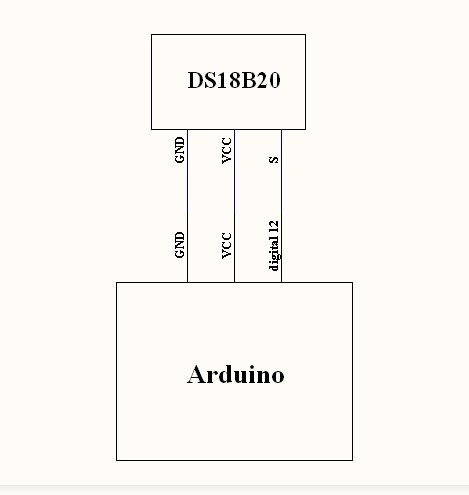 DS18B20
GND
VCC
S
GND
VCC
digital 12
Arduino